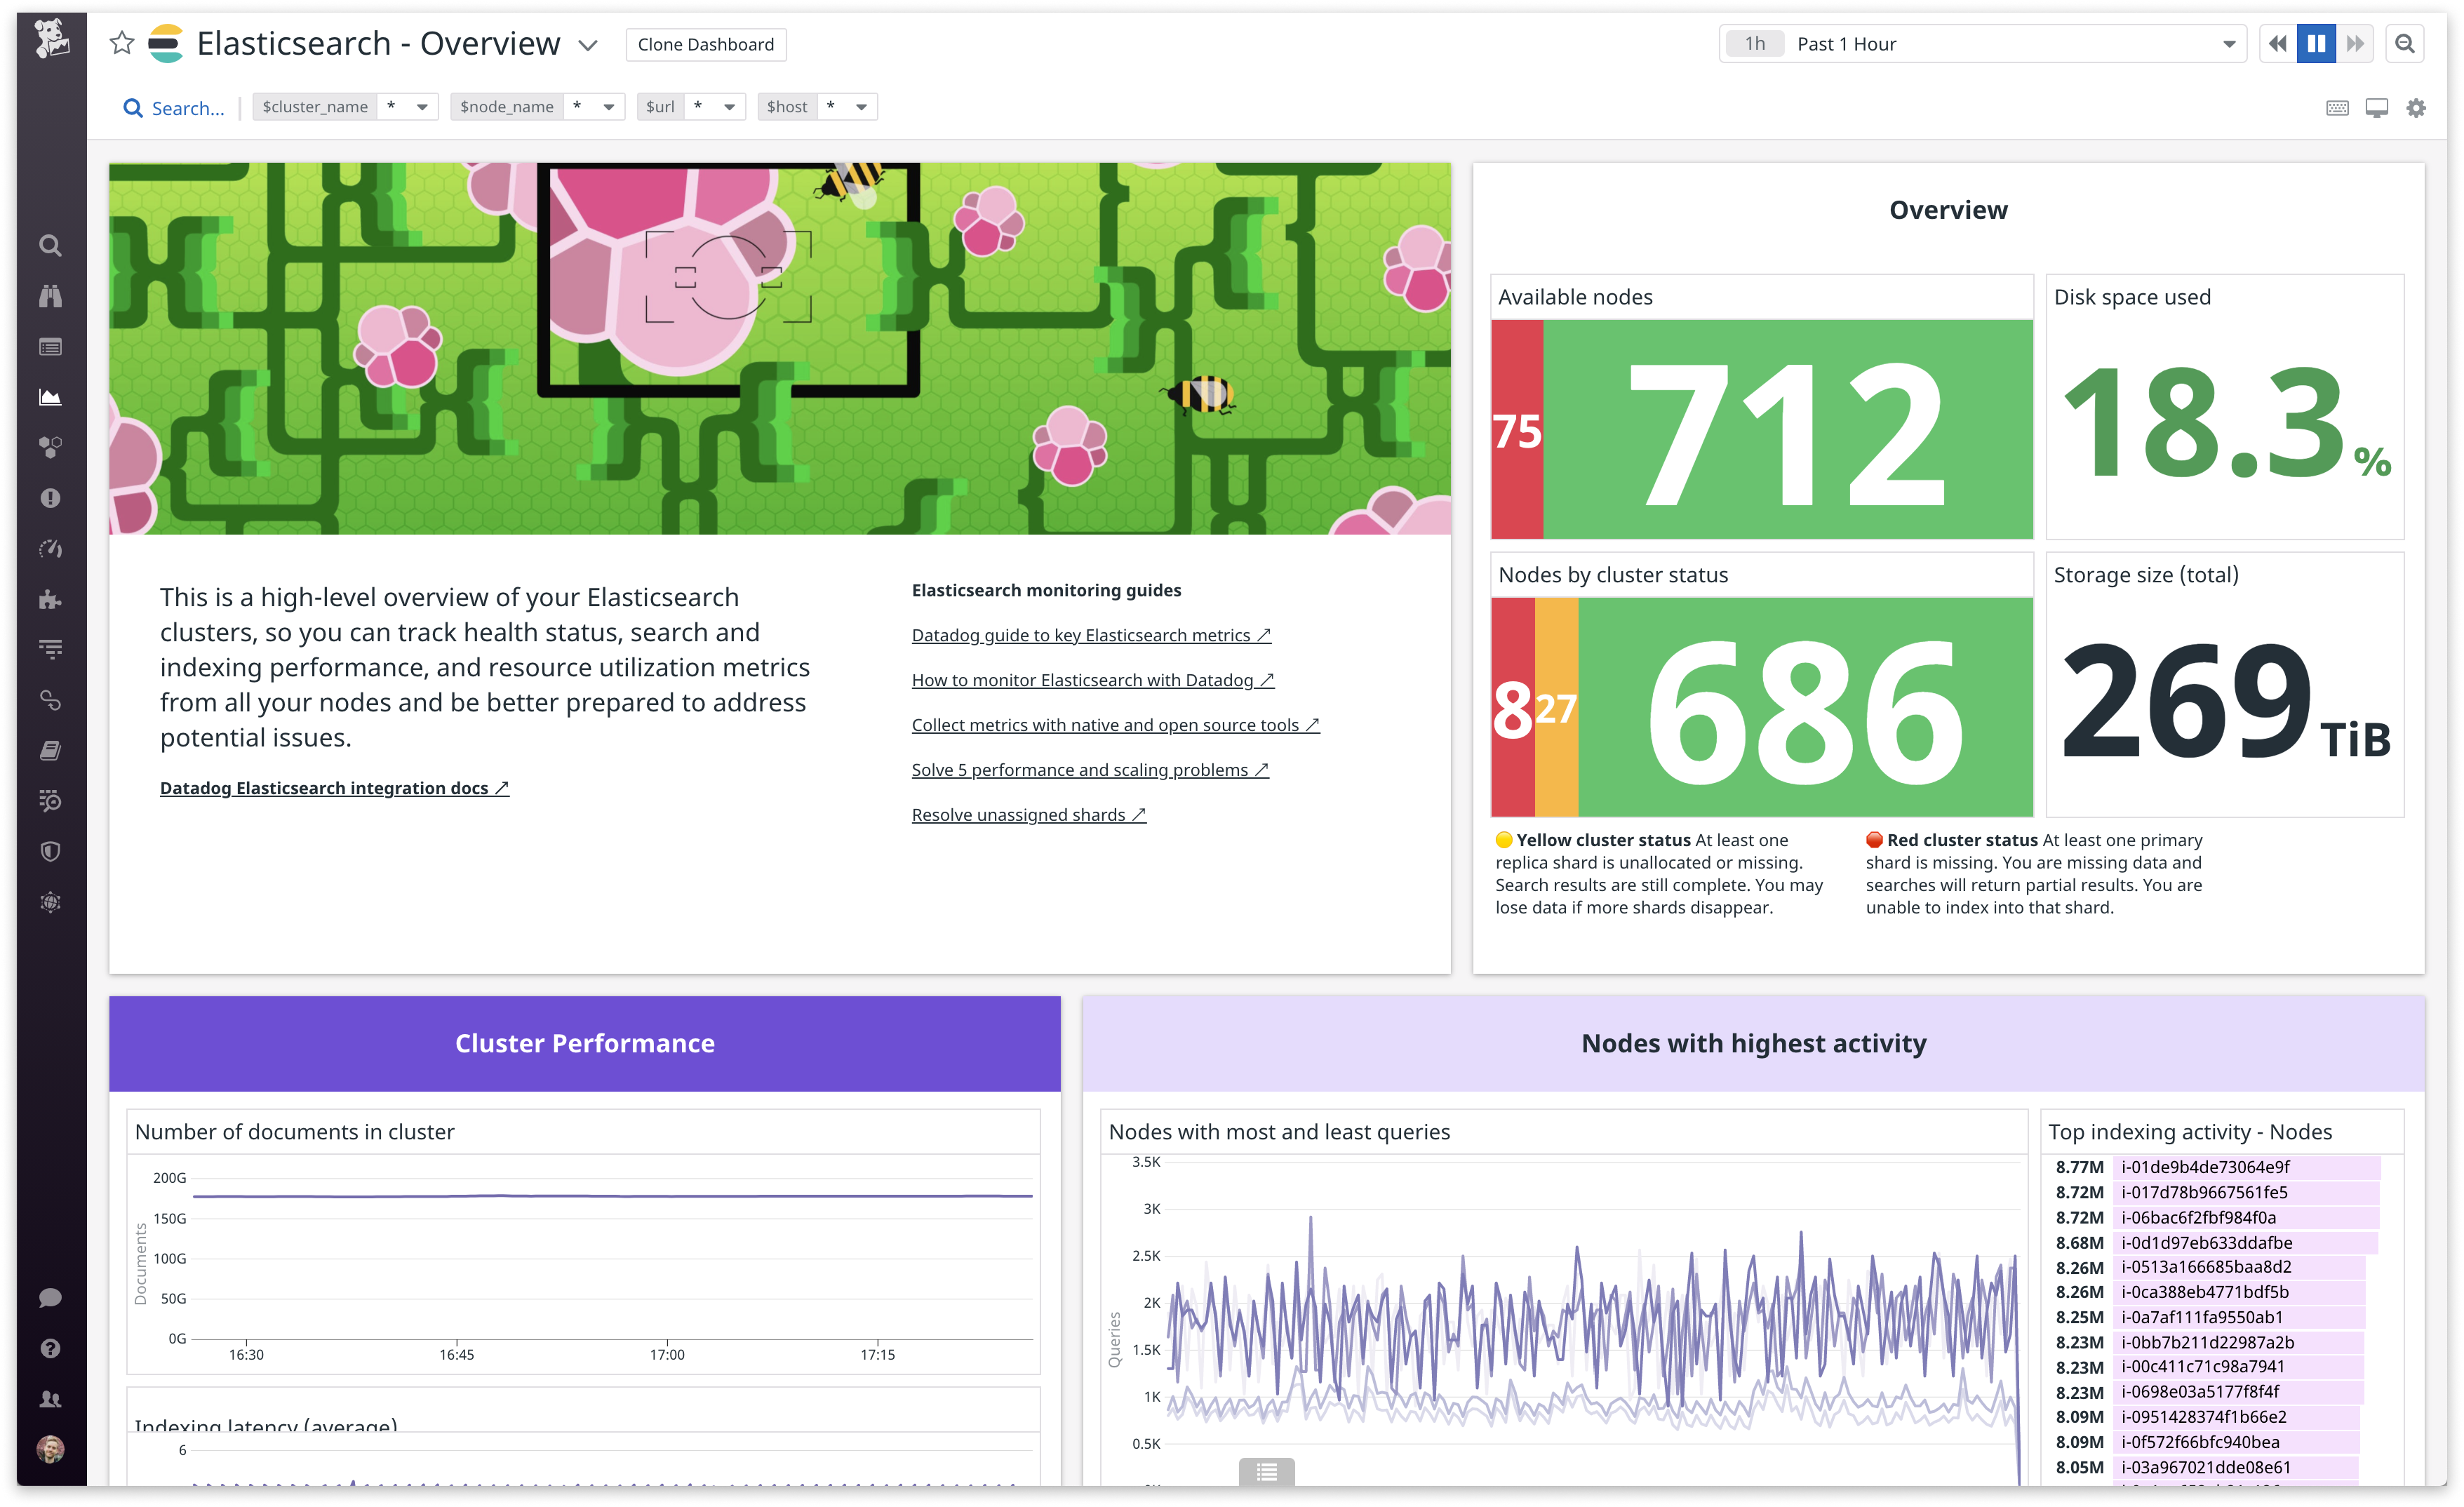 Elasticsearch - Overview
Clone Dashboard
1h Past 1 Hour
Search...
$cluster_name *
$node_name *
$url *
$host *
This is a high-level overview of your Elasticsearch
clusters, so you can track health status, search and
indexing performance, and resource utilization metrics
from all your nodes and be better prepared to address
potential issues.
Datadog Elasticsearch integration docs ↗
Elasticsearch monitoring guides
Datadog guide to key Elasticsearch metrics ↗
How to monitor Elasticsearch with Datadog ↗
Collect metrics with native and open source tools ↗
Solve 5 performance and scaling problems ↗
Resolve unassigned shards ↗
Overview
Available nodes
75
712
Disk space used
18.3%
Nodes by cluster status
8
27
686
Storage size (total)
269 TiB
Yellow cluster status At least one
replica shard is unallocated or missing.
Search results are still complete. You may
lose data if more shards disappear.
Red cluster status At least one primary
shard is missing. You are missing data and
searches will return partial results. You are
unable to index into that shard.
Cluster Performance
Number of documents in cluster
Documents
200G
150G
100G
50G
0G
16:30
16:45
17:00
17:15
Indexing latency (average)
6
Nodes with highest activity
Nodes with most and least queries
Queries
3.5K
3K
2.5K
2K
1.5K
1K
0.5K
Top indexing activity - Nodes
8.77M i-01de9b4de73064e9f
8.72M i-017d78b9667561fe5
8.72M i-06bac6f2fbf984f0a
8.68M i-0d1d97eb633ddafbe
8.26M i-0513a166685baa8d2
8.26M i-0ca388eb4771bdf5b
8.25M i-0a7af111fa9550ab1
8.23M i-0bb7b211d22987a2b
8.23M i-00c411c71c98a7941
8.23M i-0698e03a5177f8f4f
8.09M i-0951428374f1b66e2
8.09M i-0f572f66bfc940bea
8.05M i-03a967021dde08e61